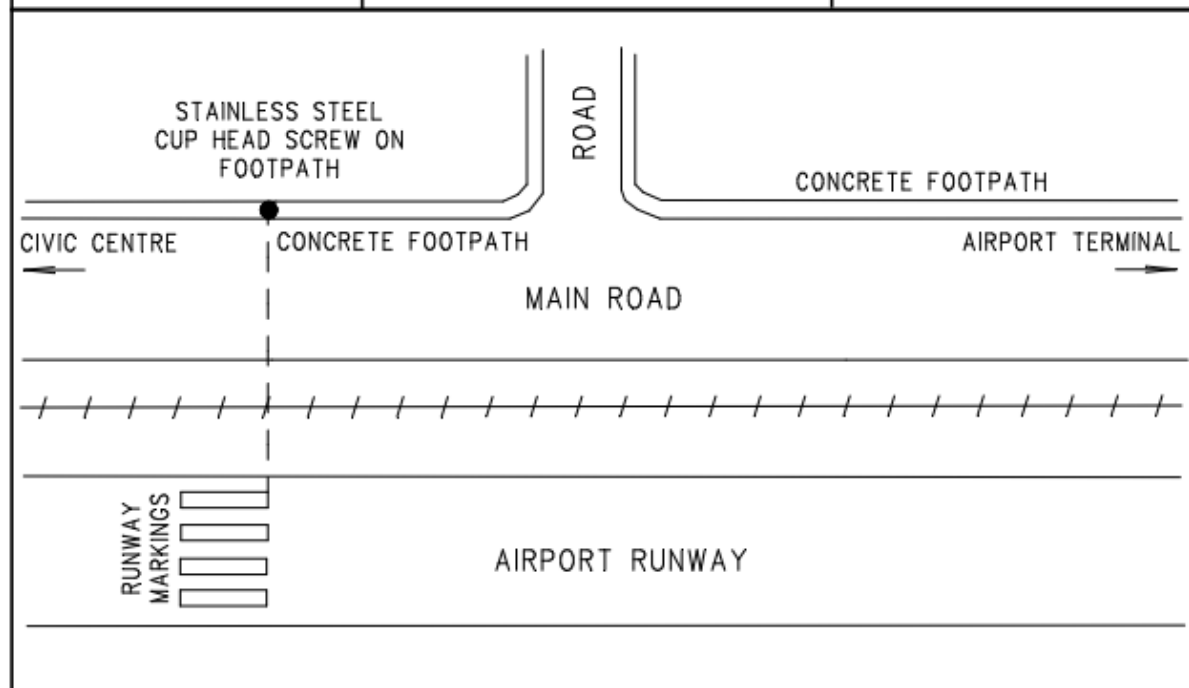 STAINLESS STEEL
CUP HEAD SCREW ON
FOOTPATH
ROAD
CONCRETE FOOTPATH
CIVIC CENTRE
CONCRETE FOOTPATH
AIRPORT TERMINAL
MAIN ROAD
RUNWAY
MARKINGS
AIRPORT RUNWAY